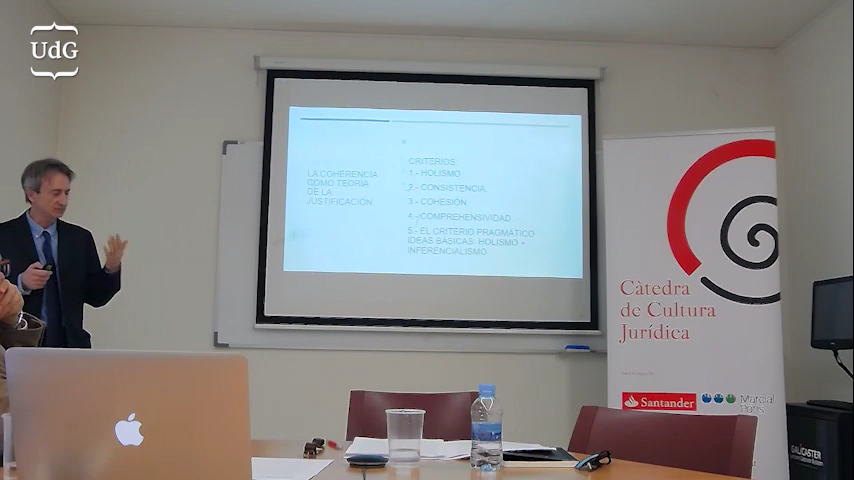 UdG
LA COHERENCIA
COMO TEORÍA
DE LA
JUSTIFICACIÓN
CRITERIOS:
1.- HOLISMO
2.- CONSISTENCIA
3.- COHESIÓN
4.- COMPREHENSIVIDAD
5.- EL CRITERIO PRAGMÁTICO
IDEAS BÁSICAS: HOLISMO +
INFERENCIALISMO
Càtedra
de Cultura
Jurídica
Santander
Marcial
Pons
GALICASTER